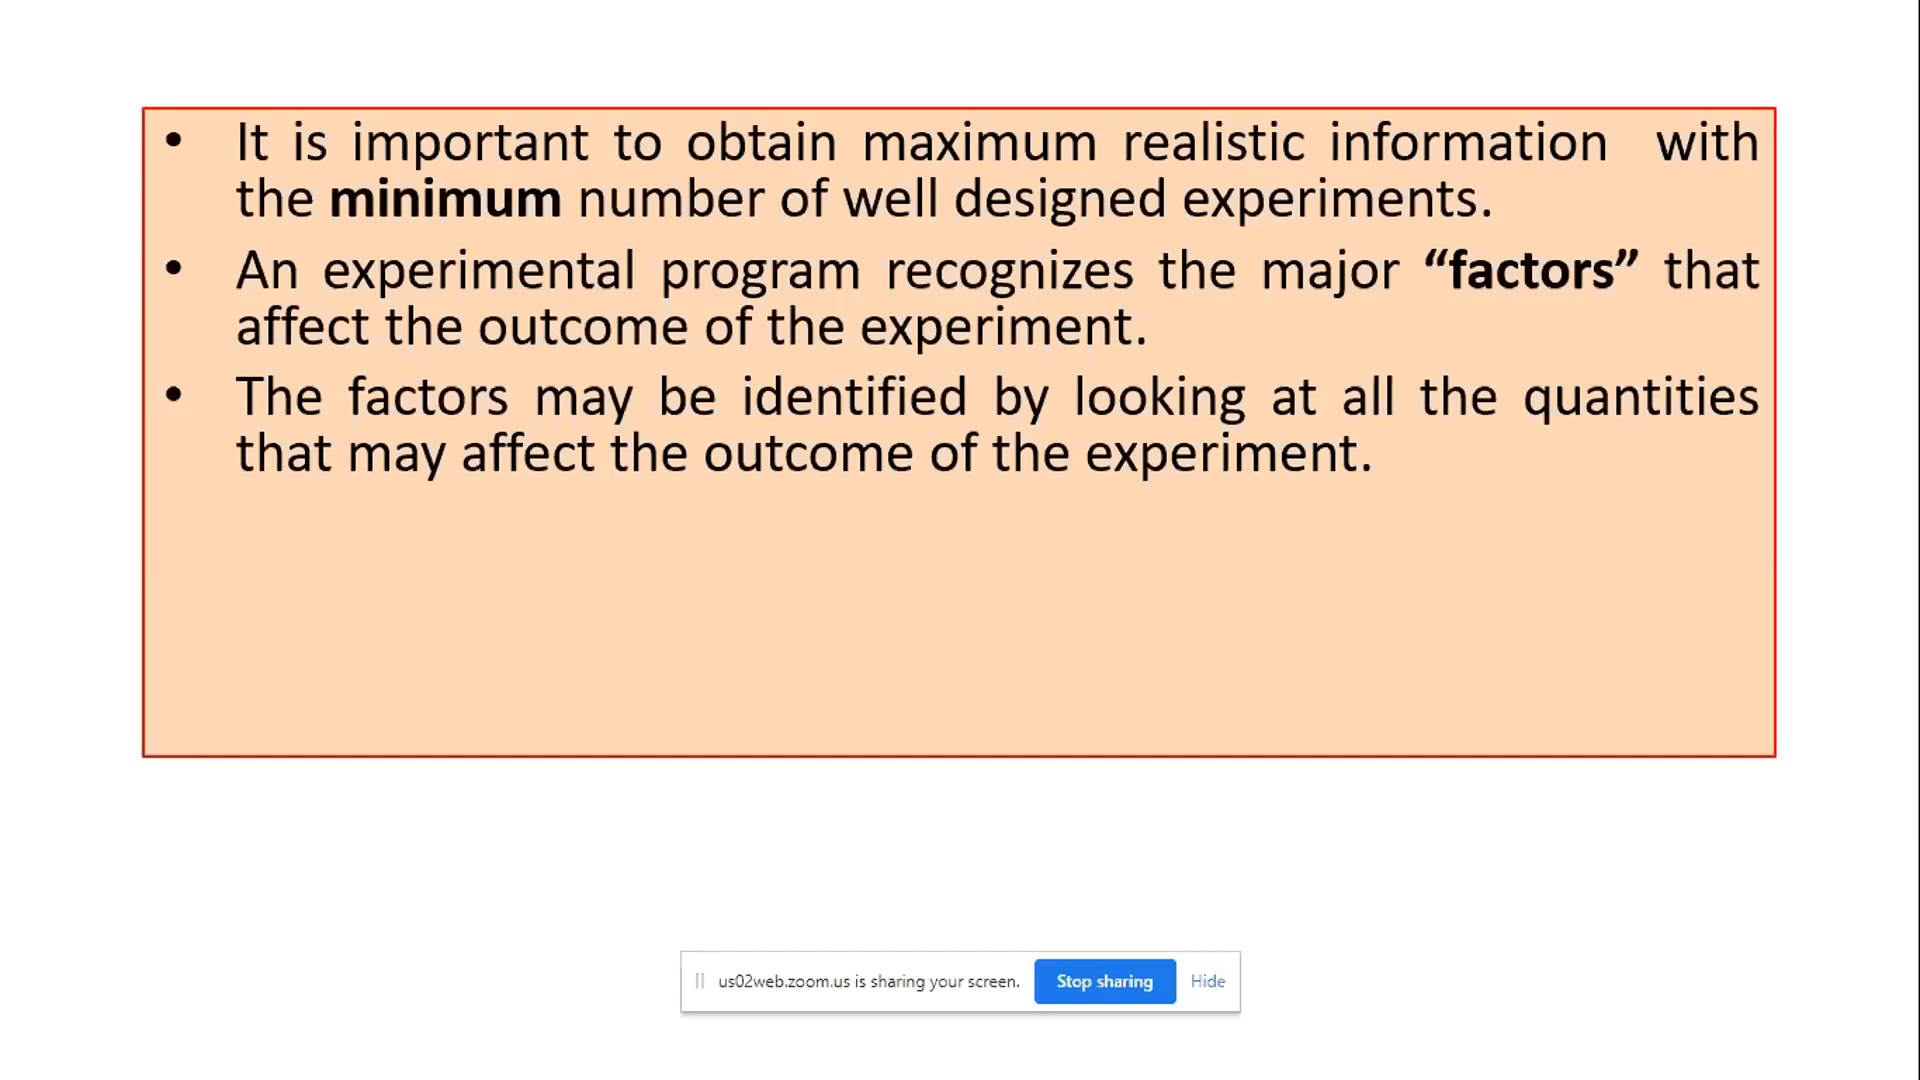 • It is important to obtain maximum realistic information with
the minimum number of well designed experiments.
• An experimental program recognizes the major “factors” that
affect the outcome of the experiment.
• The factors may be identified by looking at all the quantities
that may affect the outcome of the experiment.
us02web.zoom.us is sharing your screen. Stop sharing Hide